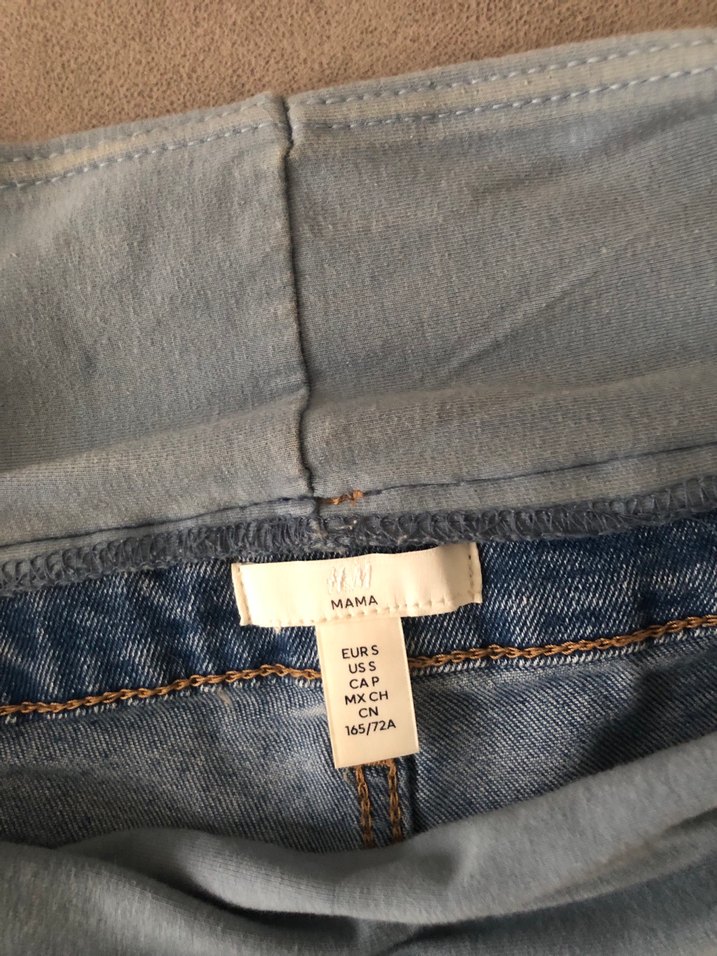 H&M
MAMA
EUR S
US S
CA P
MX CH
CN
165/72A